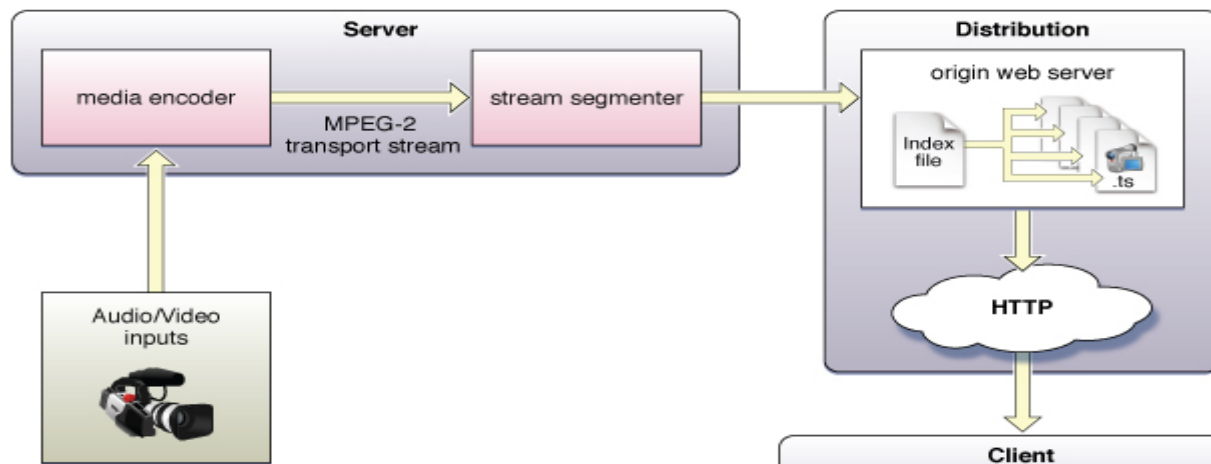 Server
media encoder
MPEG-2
transport stream
stream segmenter
Audio/Video
inputs
Distribution
origin web server
Index
file
.ts
HTTP
Client